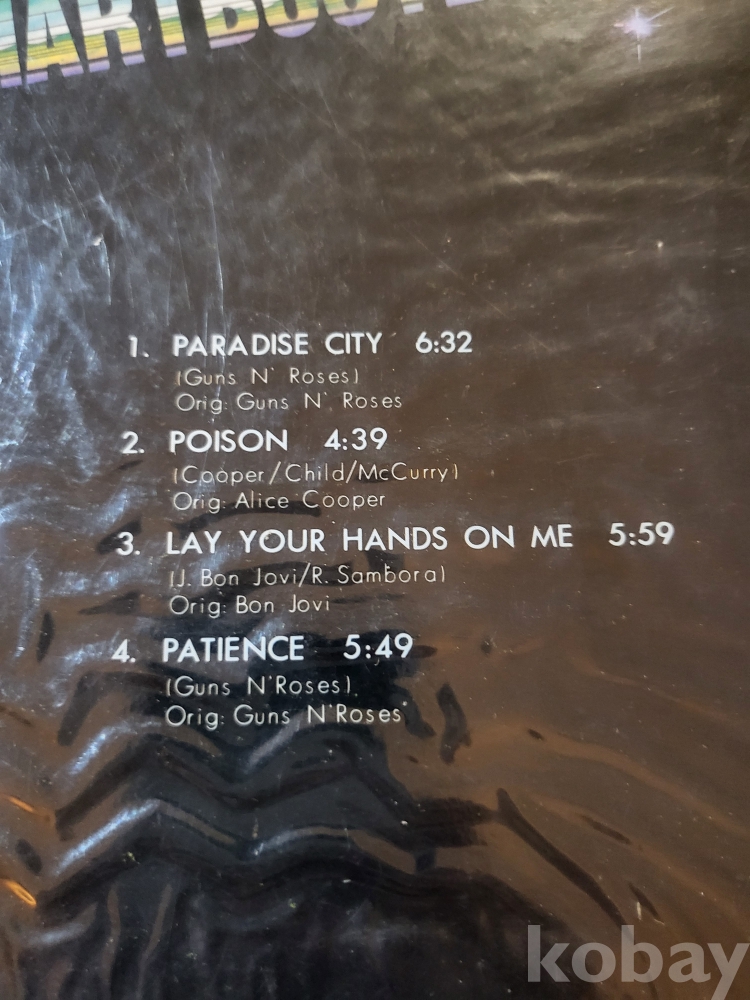 1. PARADISE CITY 6:32
(Guns N' Roses)
Orig: Guns N' Roses
2. POISON 4:39
(Cooper/Child/McCurry)
Orig: Alice Cooper
3. LAY YOUR HANDS ON ME 5:59
(J. Bon Jovi/R. Sambora)
Orig: Bon Jovi
4. PATIENCE 5:49
(Guns N'Roses)
Orig: Guns N'Roses
kobay